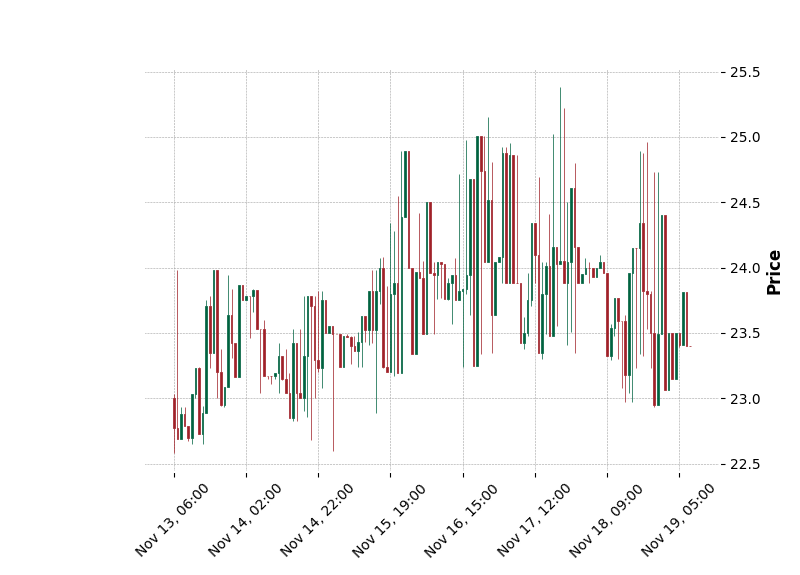 25.5
25.0
24.5
24.0
23.5
23.0
22.5
Price
Nov 13, 06:00
Nov 14, 02:00
Nov 14, 22:00
Nov 15, 19:00
Nov 16, 15:00
Nov 17, 12:00
Nov 18, 09:00
Nov 19, 05:00